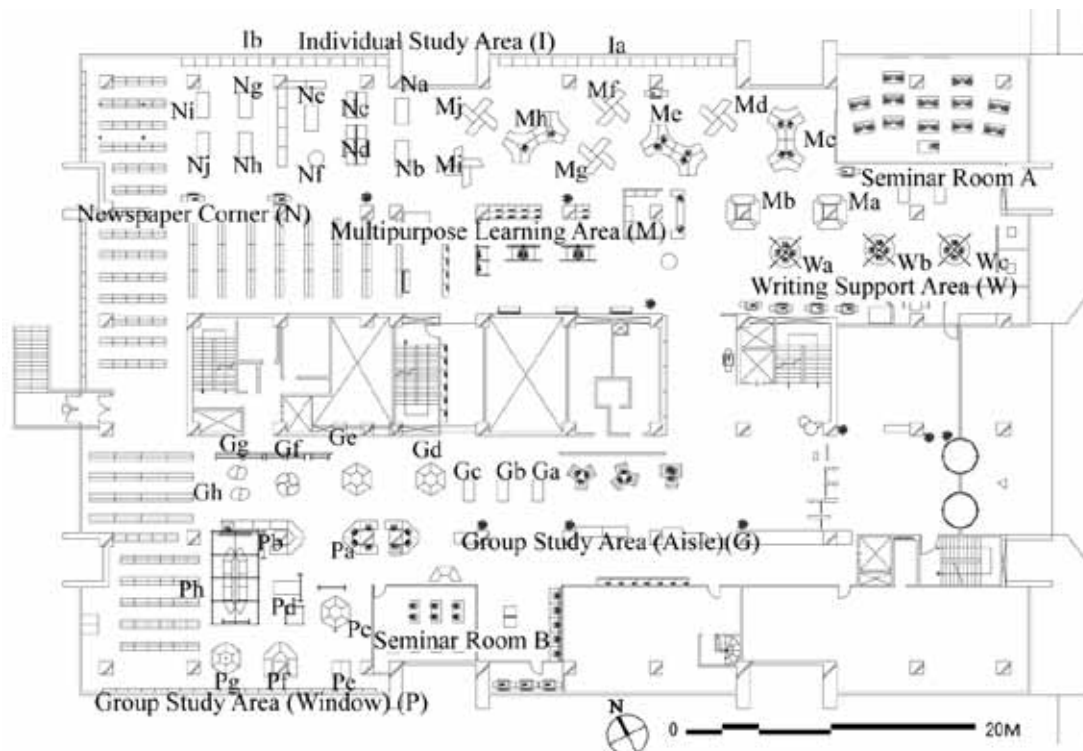 Ib Individual Study Area (I) Ia
Ni Ng Ne Nc Na Mj Mh Mf Me Md Mc
Nj Nh Nf Nd Nb Mi Mg
Seminar Room A
Mb Ma
Newspaper Corner (N) Multipurpose Learning Area (M)
Wa Wb Wc
Writing Support Area (W)
Gg Gf Ge Gd
Gh Gc Gb Ga
Pb Pa Group Study Area (Aisle)(G)
Ph Pd
Pc
Seminar Room B
Pg Pf Pe
Group Study Area (Window) (P)
N
0 20M